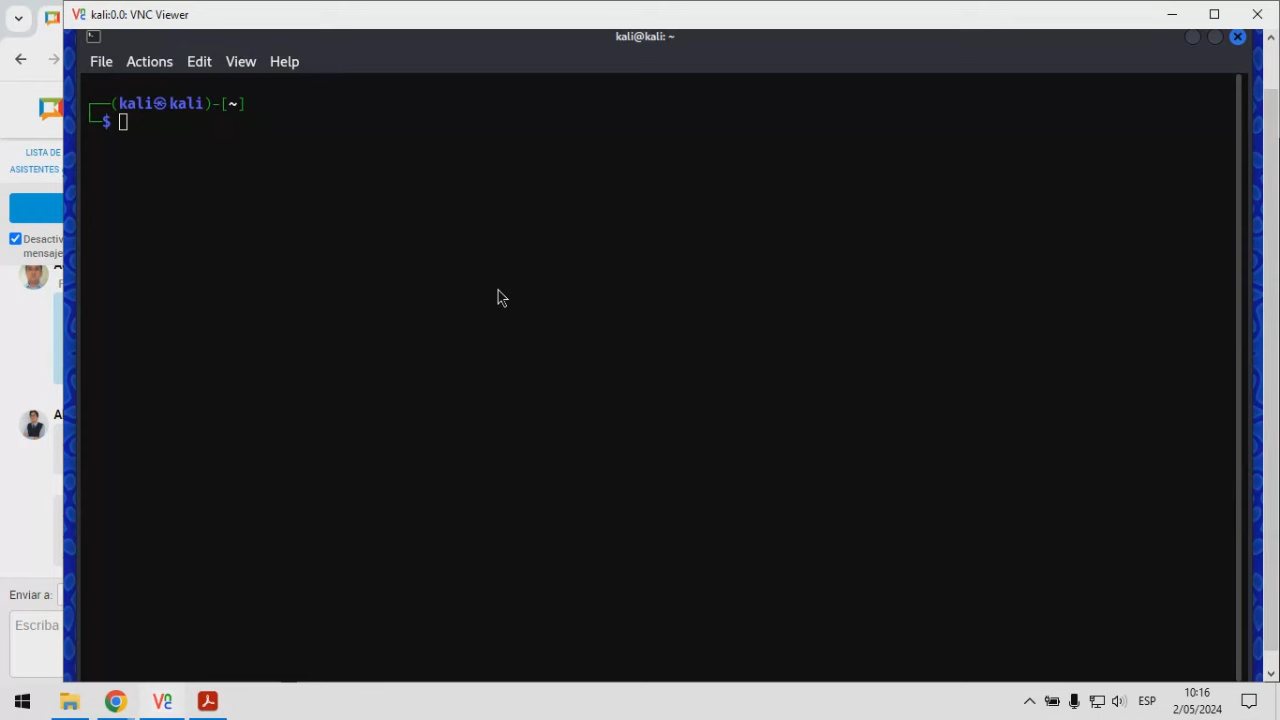 kali:0.0: VNC Viewer
kali@kali: ~
File Actions Edit View Help
(kali㉿kali)-[~]
$
LISTA DE
ASISTENTES
Desactiv
mensaje
A
Enviar a:
Escriba
ESP
10:16
2/05/2024